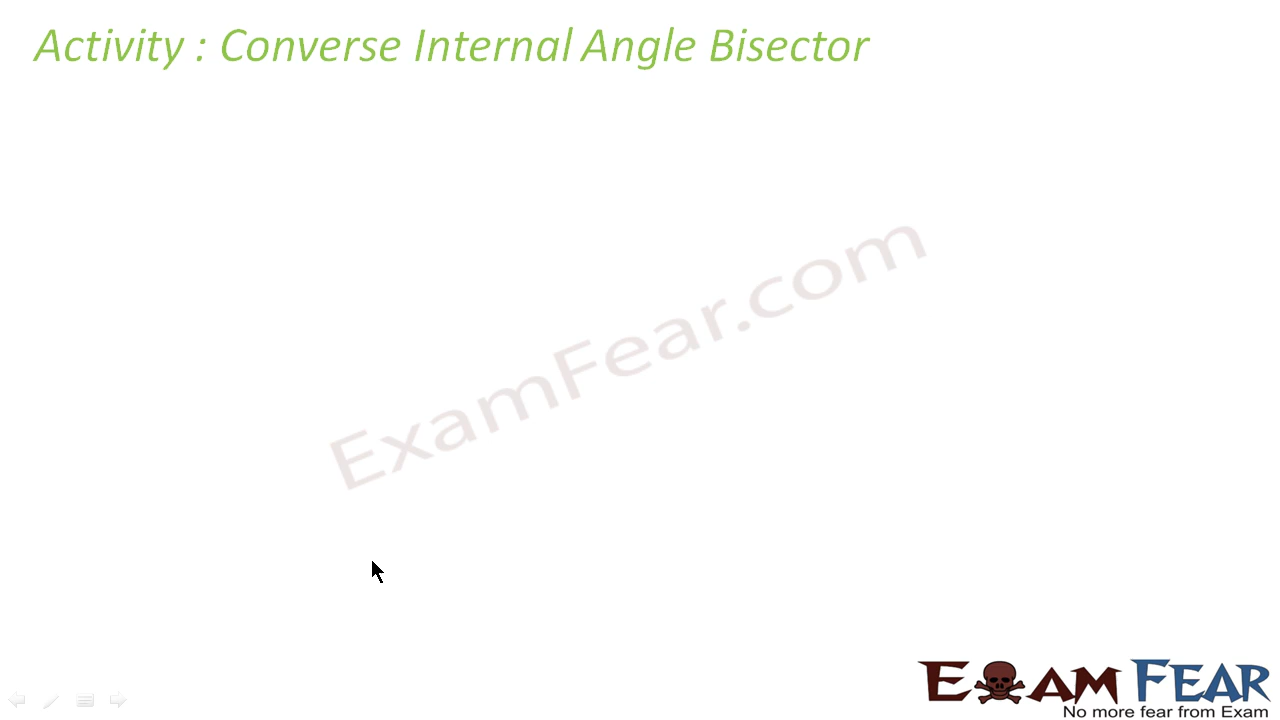 Activity : Converse Internal Angle Bisector
ExamFear.com
EXAM FEAR
No more fear from Exam